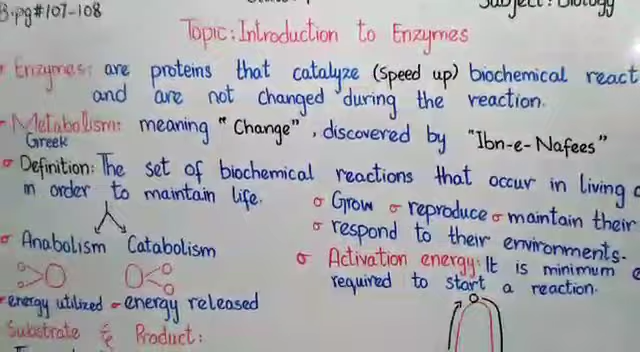 B.pg#107-108
Subject: Biology
Topic: Introduction to Enzymes
Enzymes: are proteins that catalyze (speed up) biochemical react
and are not changed during the reaction.
Metabolism: meaning "Change", discovered by "Ibn-e-Nafees"
Greek
Definition: The set of biochemical reactions that occur in living
in order to maintain life.
Grow reproduce maintain their
respond to their environments.
Anabolism Catabolism
Activation energy: It is minimum
required to start a reaction.
energy utilized energy released
Substrate & Product: